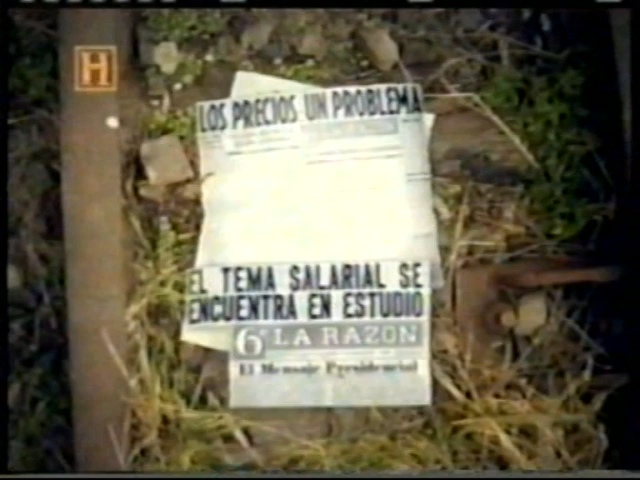 H
LOS PRECIOS UN PROBLEMA
EL TEMA SALARIAL SE
ENCUENTRA EN ESTUDIO
6ª LA RAZON
El Mensaje Presidencial